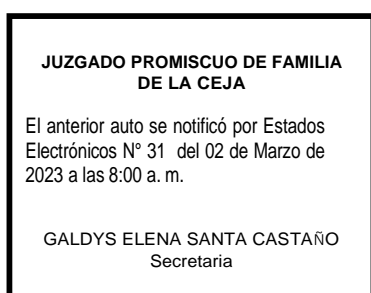 JUZGADO PROMISCUO DE FAMILIA
DE LA CEJA
El anterior auto se notificó por Estados
Electrónicos N° 31 del 02 de Marzo de
2023 a las 8:00 a. m.
GALDYS ELENA SANTA CASTAÑO
Secretaria